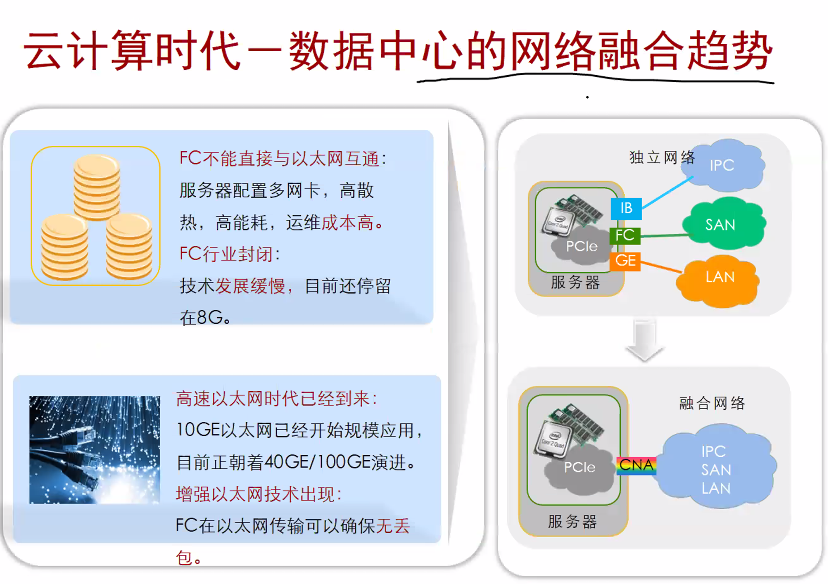 云计算时代－数据中心的网络融合趋势
FC不能直接与以太网互通：
服务器配置多网卡，高散
热，高能耗，运维成本高。
FC行业封闭：
技术发展缓慢，目前还停留
在8G。
高速以太网时代已经到来：
10GE以太网已经开始规模应用，
目前正朝着40GE/100GE演进。
增强以太网技术出现：
FC在以太网传输可以确保无丢
包。
独立网络
IPC
IB
SAN
FC
PCIe
GE
LAN
服务器
融合网络
IPC
SAN
LAN
CNA
PCIe
服务器